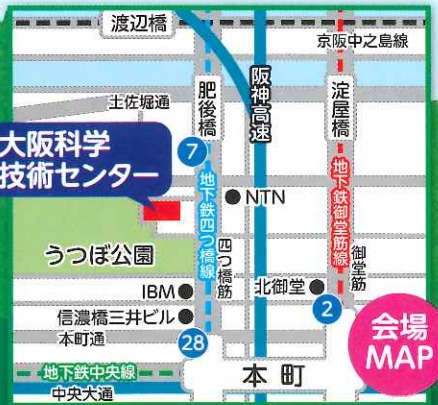 渡辺橋
京阪中之島線
土佐堀通
肥後橋
阪神高速
淀屋橋
7
大阪科学
技術センター
地下鉄四つ橋線
NTN
地下鉄御堂筋線
うつぼ公園
四つ橋筋
御堂筋
IBM
北御堂
信濃橋三井ビル
2
本町通
28
会場
MAP
地下鉄中央線
本町
中央大通